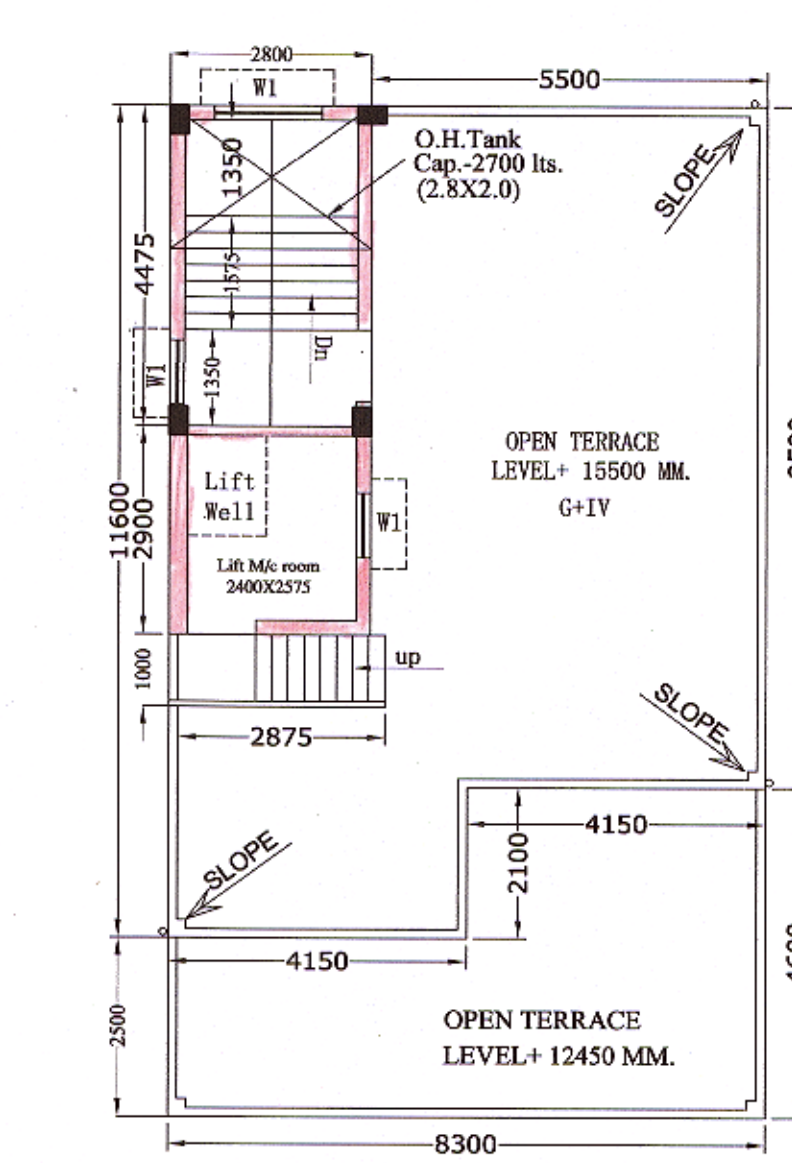 2800
W1
5500
1350
O.H.Tank
Cap.-2700 lts.
(2.8X2.0)
SLOPE
4475
1575
Dn
W1
1350
OPEN TERRACE
LEVEL+ 15500 MM.
G+IV
11600
2900
Lift
Well
W1
Lift M/c room
2400X2575
1000
up
2875
SLOPE
4150
2100
SLOPE
4150
2500
OPEN TERRACE
LEVEL+ 12450 MM.
8300